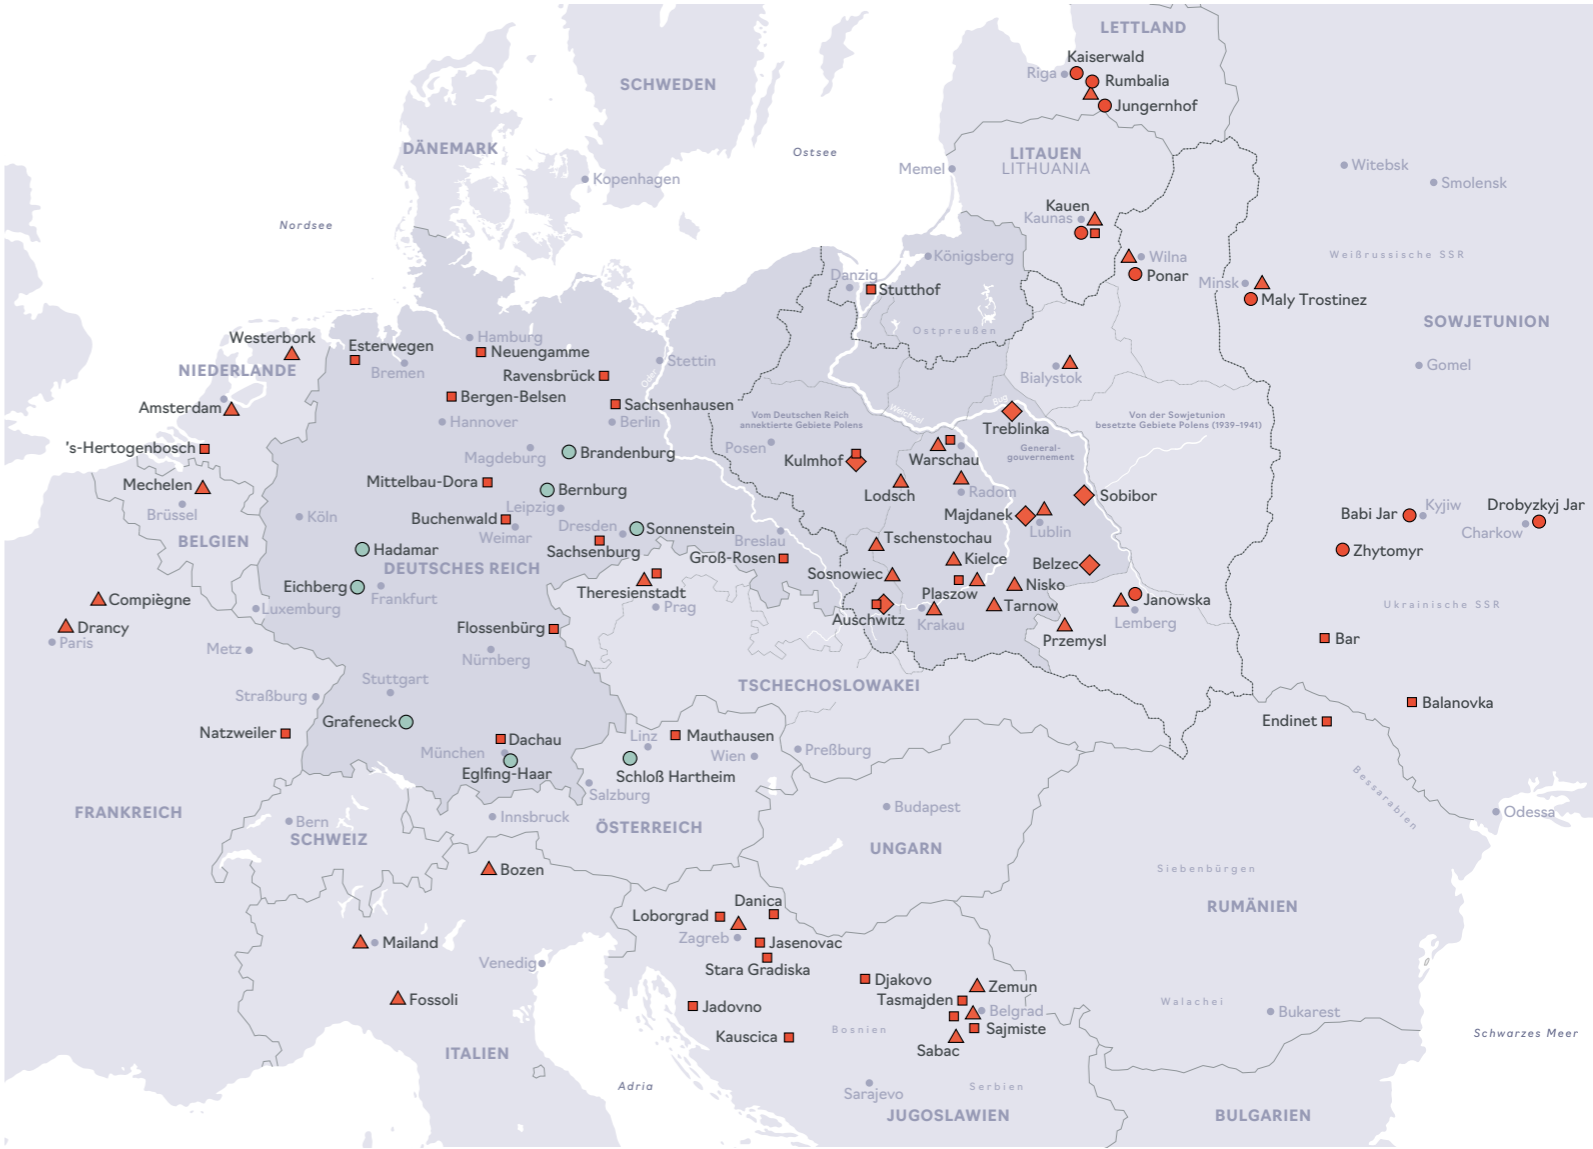 LETTLAND
Kaiserwald
Riga
Rumbalia
Jungernhof
SCHWEDEN
DÄNEMARK
Ostsee
LITAUEN
LITHUANIA
Memel
Witebsk
Smolensk
Kopenhagen
Nordsee
Kauen
Kaunas
Königsberg
Wilna
Ponar
Weißrussische SSR
Danzig
Stutthof
Minsk
Maly Trostinez
SOWJETUNION
Ostpreußen
Westerbork
Esterwegen
Hamburg
Neuengamme
Bremen
NIEDERLANDE
Ravensbrück
Stettin
Oder
Bialystok
Gomel
Amsterdam
Bergen-Belsen
Sachsenhausen
Hannover
Berlin
Weichsel
Bug
Vom Deutschen Reich
annektierte Gebiete Polens
Treblinka
Von der Sowjetunion
besetzte Gebiete Polens (1939–1941)
's-Hertogenbosch
Magdeburg
Brandenburg
Posen
Kulmhof
Warschau
General-
gouvernement
Mechelen
Brüssel
Mittelbau-Dora
Bernburg
Lodsch
Radom
Sobibor
Köln
Buchenwald
Leipzig
Weimar
Dresden
Sonnenstein
Breslau
Majdanek
Lublin
Babi Jar
Kyjiw
Drobyzkyj Jar
Charkow
BELGIEN
Hadamar
Sachsenburg
Groß-Rosen
Tschenstochau
Kielce
Belzec
Zhytomyr
DEUTSCHES REICH
Eichberg
Frankfurt
Theresienstadt
Prag
Sosnowiec
Plaszow
Nisko
Compiègne
Luxemburg
Auschwitz
Krakau
Tarnow
Janowska
Lemberg
Ukrainische SSR
Drancy
Paris
Flossenbürg
Przemysl
Bar
Metz
Nürnberg
Straßburg
Stuttgart
TSCHECHOSLOWAKEI
Balanovka
Natzweiler
Grafeneck
Endinet
München
Dachau
Linz
Mauthausen
Wien
Preßburg
Eglfing-Haar
Schloß Hartheim
Salzburg
Bessarabien
FRANKREICH
Bern
SCHWEIZ
Innsbruck
ÖSTERREICH
Budapest
Odessa
UNGARN
Bozen
Siebenbürgen
Danica
Loborgrad
RUMÄNIEN
Mailand
Zagreb
Jasenovac
Venedig
Stara Gradiska
Djakovo
Zemun
Fossoli
Jadovno
Tasmajden
Belgrad
Walachei
Bukarest
Kauscica
Bosnien
Sajmiste
Sabac
Schwarzes Meer
ITALIEN
Adria
Sarajevo
Serbien
JUGOSLAWIEN
BULGARIEN